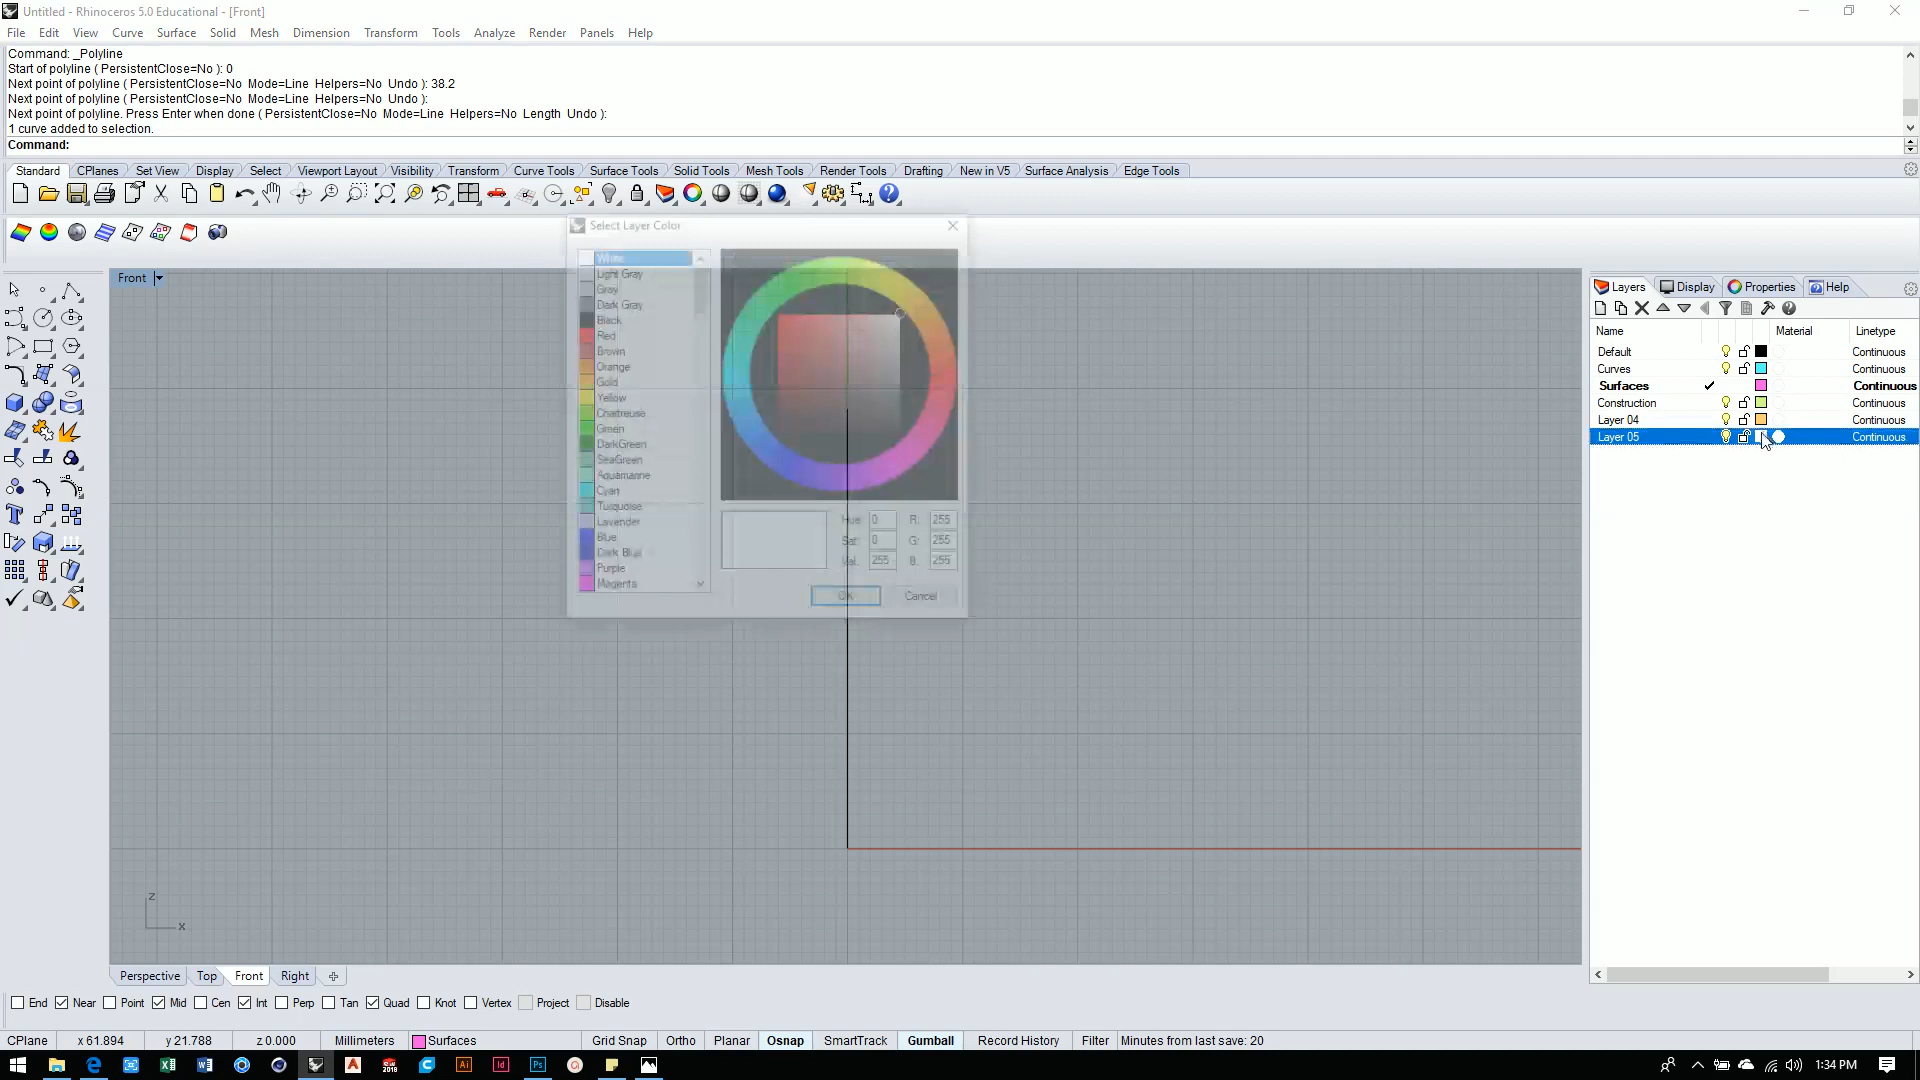 Untitled - Rhinoceros 5.0 Educational - [Front]
File Edit View Curve Surface Solid Mesh Dimension Transform Tools Analyze Render Panels Help
Command: _Polyline
Start of polyline ( PersistentClose=No ): 0
Next point of polyline ( PersistentClose=No Mode=Line Helpers=No Undo ): 38.2
Next point of polyline ( PersistentClose=No Mode=Line Helpers=No Undo ):
Next point of polyline. Press Enter when done ( PersistentClose=No Mode=Line Helpers=No Length Undo ):
1 curve added to selection.
Command:
Standard CPlanes Set View Display Select Viewport Layout Visibility Transform Curve Tools Surface Tools Solid Tools Mesh Tools Render Tools Drafting New in V5 Surface Analysis Edge Tools
Select Layer Color
White
Light Gray
Gray
Dark Gray
Black
Red
Brown
Orange
Gold
Yellow
Chartreuse
Green
DarkGreen
SeaGreen
Aquamarine
Cyan
Turquoise
Lavender
Blue
Dark Blue
Purple
Magenta
Hue: 0 R: 255
Sat: 0 G: 255
Val: 255 B: 255
OK Cancel
Front
Layers Display Properties Help
Name Material Linetype
Default Continuous
Curves Continuous
Surfaces Continuous
Construction Continuous
Layer 04 Continuous
Layer 05 Continuous
z
x
Perspective Top Front Right
End Near Point Mid Cen Int Perp Tan Quad Knot Vertex Project Disable
CPlane x 61.894 y 21.788 z 0.000 Millimeters Surfaces Grid Snap Ortho Planar Osnap SmartTrack Gumball Record History Filter Minutes from last save: 20
1:34 PM